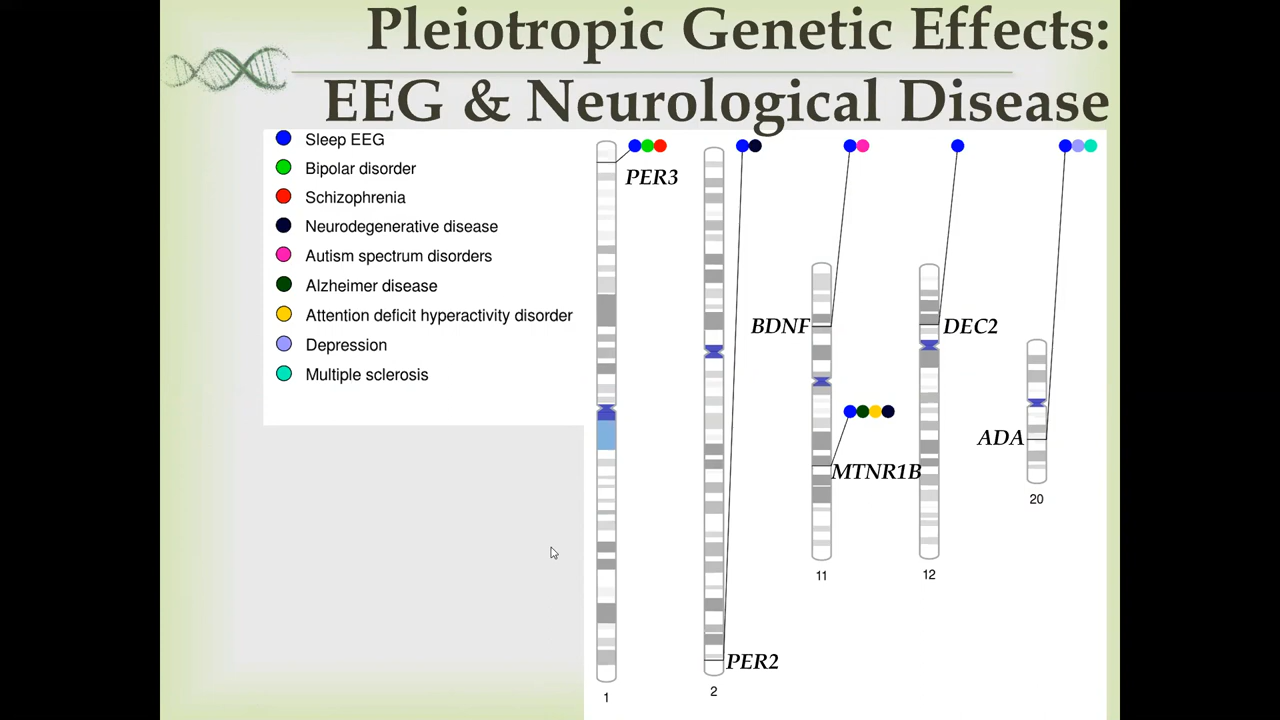 Pleiotropic Genetic Effects:
EEG & Neurological Disease
Sleep EEG
Bipolar disorder
Schizophrenia
Neurodegenerative disease
Autism spectrum disorders
Alzheimer disease
Attention deficit hyperactivity disorder
Depression
Multiple sclerosis
PER3
BDNF
DEC2
ADA
MTNR1B
20
11
12
PER2
1
2